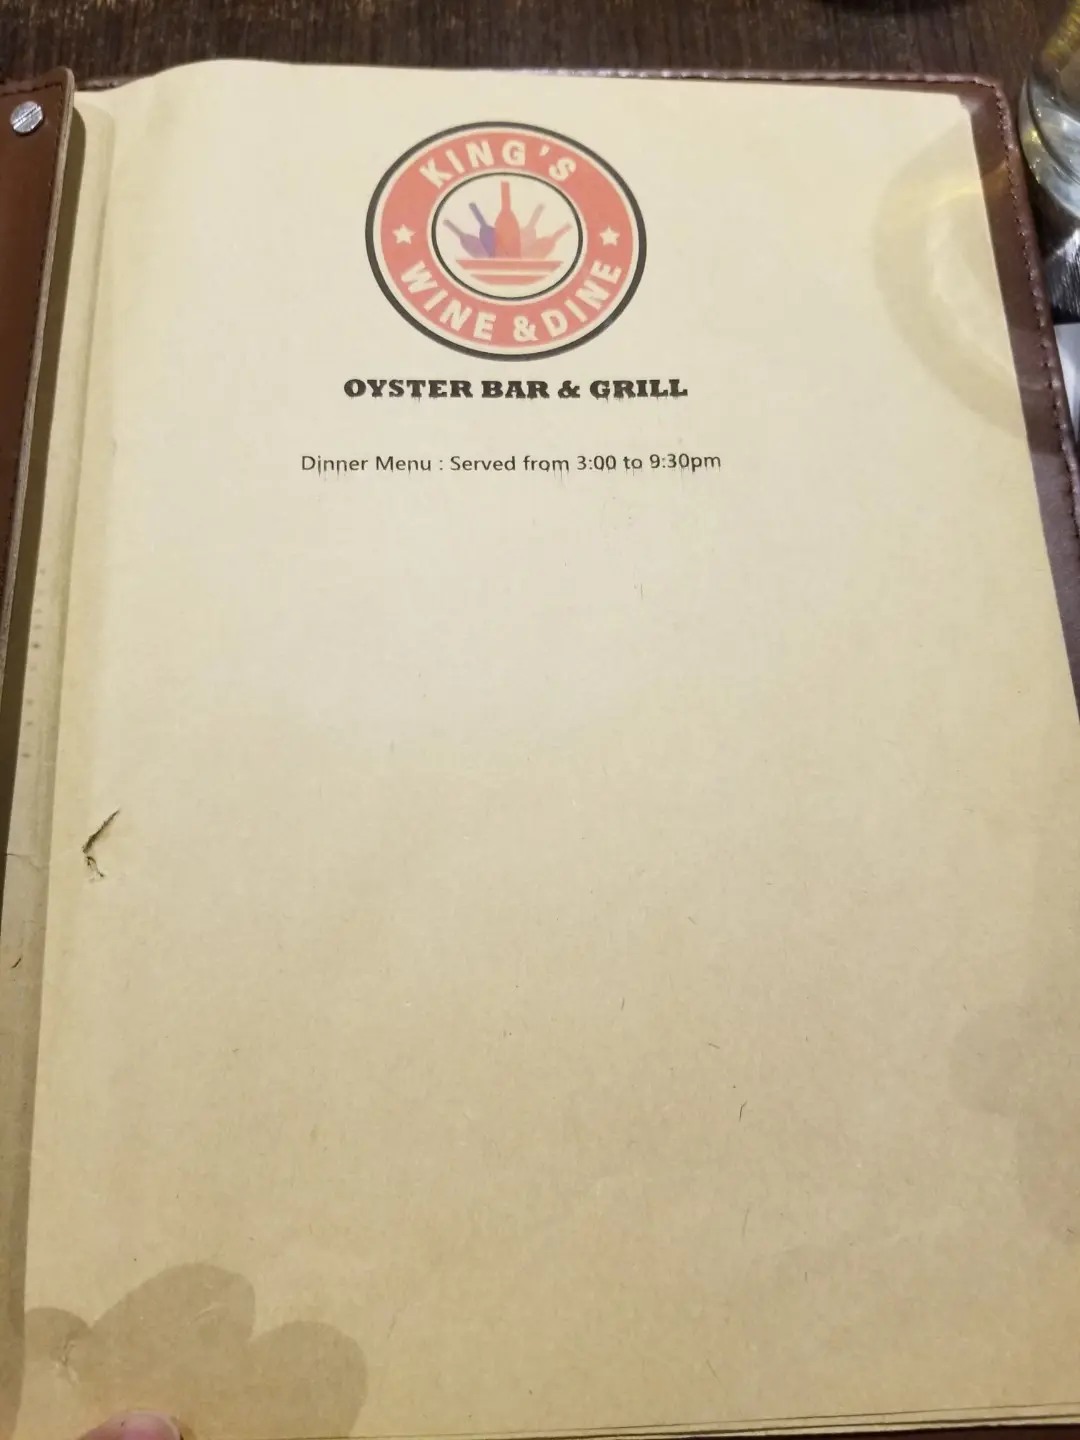 KING'S
WINE & DINE
OYSTER BAR & GRILL
Dinner Menu : Served from 3:00 to 9:30pm